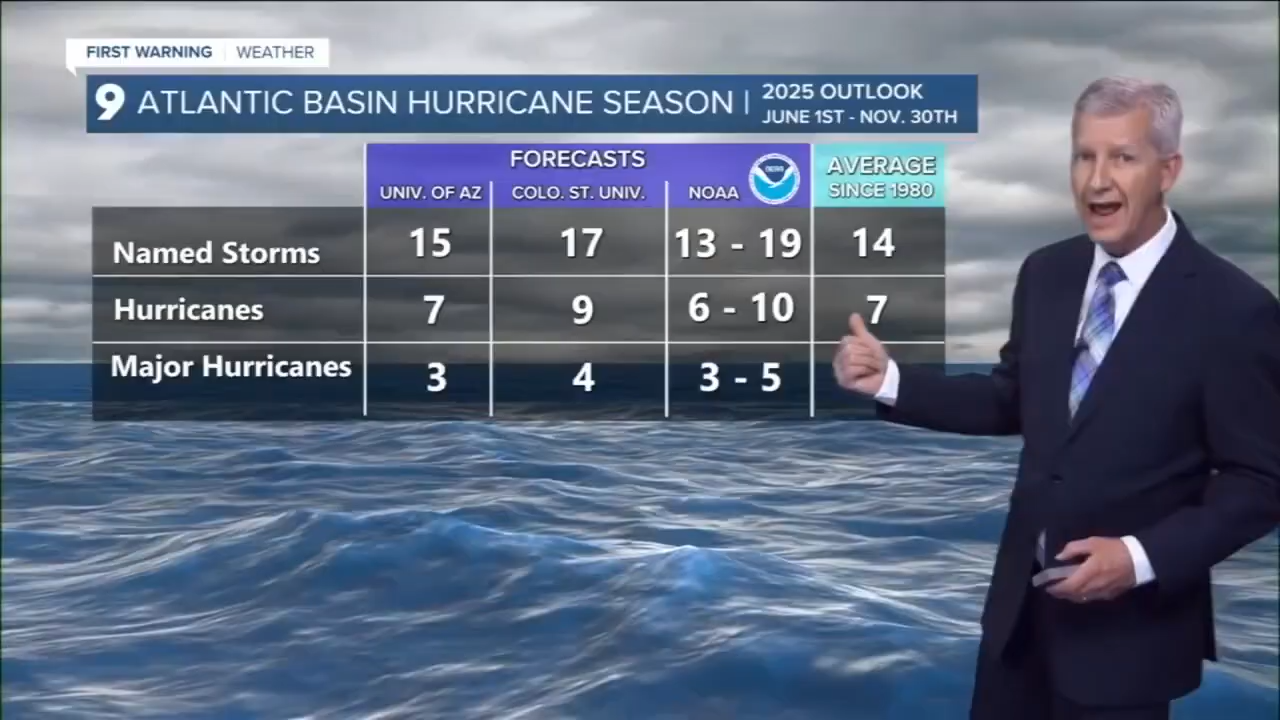 FIRST WARNING WEATHER
9 ATLANTIC BASIN HURRICANE SEASON | 2025 OUTLOOK
JUNE 1ST - NOV. 30TH
FORECASTS
AVERAGE
SINCE 1980
UNIV. OF AZ COLO. ST. UNIV. NOAA
Named Storms 15 17 13 - 19 14
Hurricanes 7 9 6 - 10 7
Major Hurricanes 3 4 3 - 5